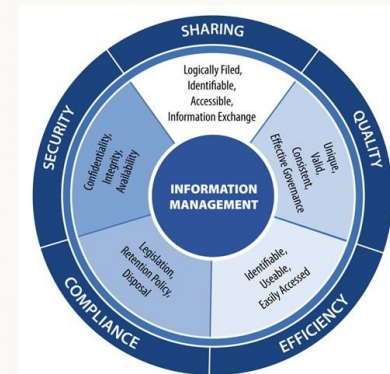 SHARING
Logically Filed,
Identifiable,
Accessible,
Information Exchange
QUALITY
Unique,
Valid,
Consistent,
Effective Governance
EFFICIENCY
Identifiable,
Useable,
Easily Accessed
COMPLIANCE
Legislation,
Retention Policy,
Disposal
SECURITY
Confidentiality,
Integrity,
Availability
INFORMATION
MANAGEMENT